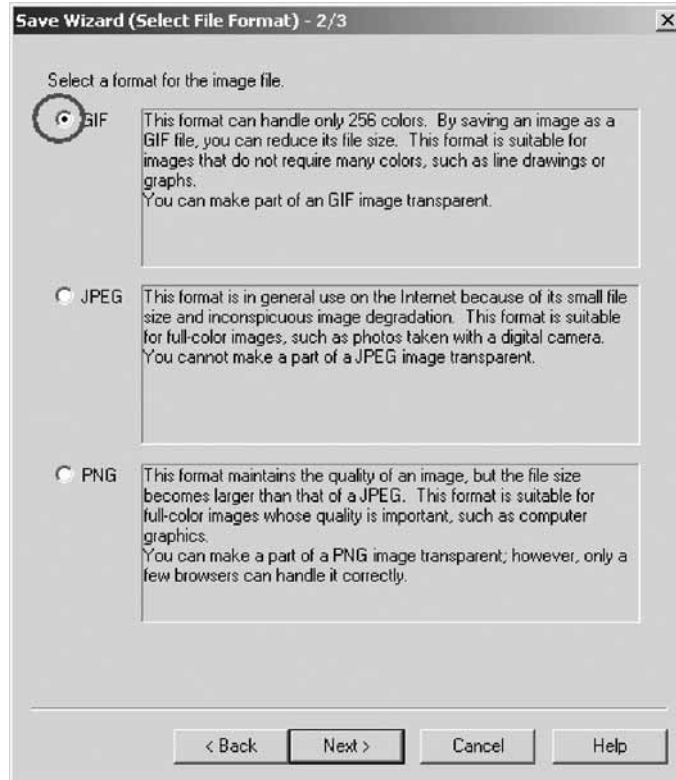 Save Wizard (Select File Format) - 2/3
Select a format for the image file.
GIF
This format can handle only 256 colors. By saving an image as a
GIF file, you can reduce its file size. This format is suitable for
images that do not require many colors, such as line drawings or
graphs.
You can make part of an GIF image transparent.
JPEG
This format is in general use on the Internet because of its small file
size and inconspicuous image degradation. This format is suitable
for full-color images, such as photos taken with a digital camera.
You cannot make a part of a JPEG image transparent.
PNG
This format maintains the quality of an image, but the file size
becomes larger than that of a JPEG. This format is suitable for
full-color images whose quality is important, such as computer
graphics.
You can make a part of a PNG image transparent; however, only a
few browsers can handle it correctly.
< Back
Next >
Cancel
Help